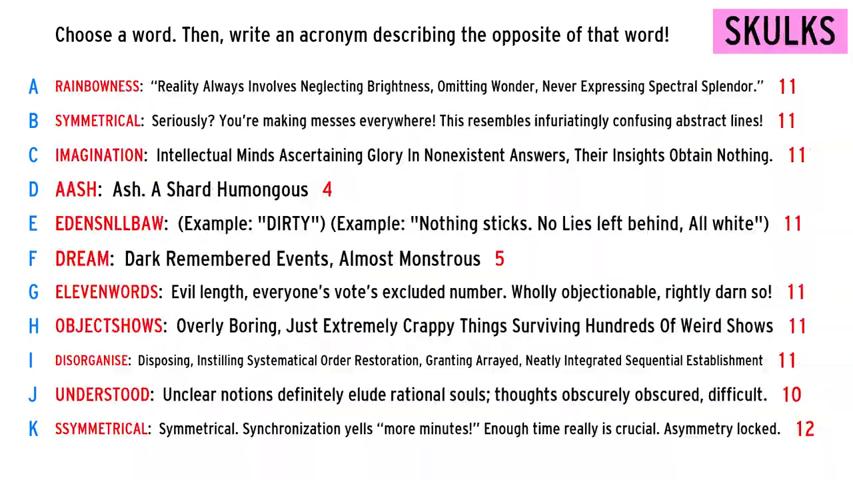 Choose a word. Then, write an acronym describing the opposite of that word!
SKULKS
A RAINBOWNESS: “Reality Always Involves Neglecting Brightness, Omitting Wonder, Never Expressing Spectral Splendor.” 11
B SYMMETRICAL: Seriously? You’re making messes everywhere! This resembles infuriatingly confusing abstract lines! 11
C IMAGINATION: Intellectual Minds Ascertaining Glory In Nonexistent Answers, Their Insights Obtain Nothing. 11
D AASH: Ash. A Shard Humongous 4
E EDENSNLLBAW: (Example: "DIRTY") (Example: "Nothing sticks. No Lies left behind, All white") 11
F DREAM: Dark Remembered Events, Almost Monstrous 5
G ELEVENWORDS: Evil length, everyone’s vote’s excluded number. Wholly objectionable, rightly darn so! 11
H OBJECTSHOWS: Overly Boring, Just Extremely Crappy Things Surviving Hundreds Of Weird Shows 11
I DISORGANISE: Disposing, Instilling Systematical Order Restoration, Granting Arrayed, Neatly Integrated Sequential Establishment 11
J UNDERSTOOD: Unclear notions definitely elude rational souls; thoughts obscurely obscured, difficult. 10
K SSYMMETRICAL: Symmetrical. Synchronization yells “more minutes!” Enough time really is crucial. Asymmetry locked. 12